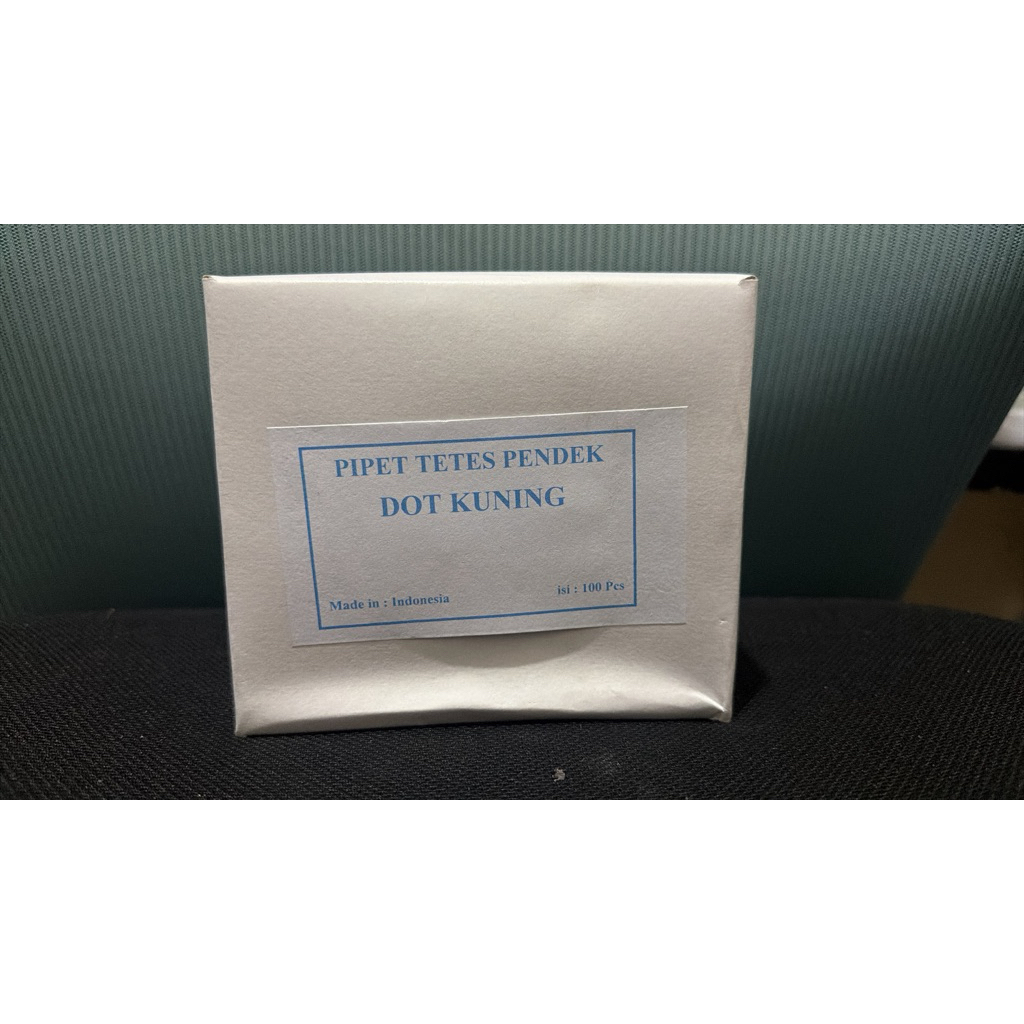 PIPET TETES PENDEK
DOT KUNING
Made in : Indonesia
isi : 100 Pcs